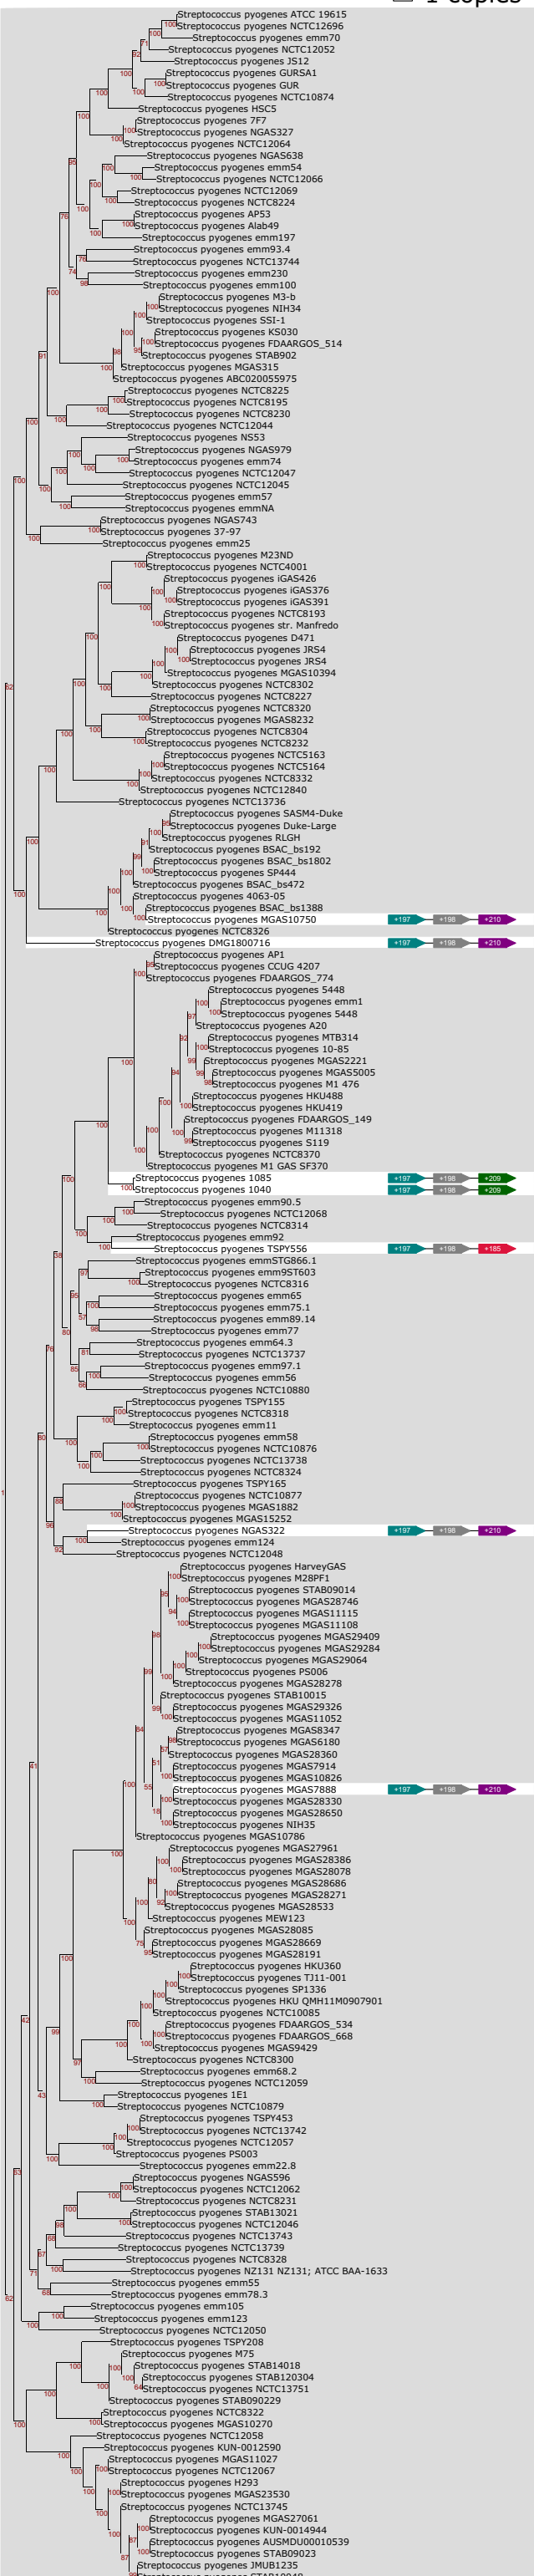 1 copies
Streptococcus pyogenes ATCC 19615
Streptococcus pyogenes NCTC12696
Streptococcus pyogenes emm70
Streptococcus pyogenes NCTC12052
Streptococcus pyogenes JS12
Streptococcus pyogenes GURSA1
Streptococcus pyogenes GUR
Streptococcus pyogenes NCTC10874
Streptococcus pyogenes HSC5
Streptococcus pyogenes 7F7
Streptococcus pyogenes NGAS327
Streptococcus pyogenes NCTC12064
Streptococcus pyogenes NGAS638
Streptococcus pyogenes emm54
Streptococcus pyogenes NCTC12066
Streptococcus pyogenes NCTC12069
Streptococcus pyogenes NCTC8224
Streptococcus pyogenes AP53
Streptococcus pyogenes Alab49
Streptococcus pyogenes emm197
Streptococcus pyogenes emm93.4
Streptococcus pyogenes NCTC13744
Streptococcus pyogenes emm230
Streptococcus pyogenes emm100
Streptococcus pyogenes M3-b
Streptococcus pyogenes NIH34
Streptococcus pyogenes SSI-1
Streptococcus pyogenes KS030
Streptococcus pyogenes FDAARGOS_514
Streptococcus pyogenes STAB902
Streptococcus pyogenes MGAS315
Streptococcus pyogenes ABC020055975
Streptococcus pyogenes NCTC8225
Streptococcus pyogenes NCTC8195
Streptococcus pyogenes NCTC8230
Streptococcus pyogenes NCTC12044
Streptococcus pyogenes NS53
Streptococcus pyogenes NGAS979
Streptococcus pyogenes emm74
Streptococcus pyogenes NCTC12047
Streptococcus pyogenes NCTC12045
Streptococcus pyogenes emm57
Streptococcus pyogenes emmNA
Streptococcus pyogenes NGAS743
Streptococcus pyogenes 37-97
Streptococcus pyogenes emm25
Streptococcus pyogenes M23ND
Streptococcus pyogenes NCTC4001
Streptococcus pyogenes iGAS426
Streptococcus pyogenes iGAS376
Streptococcus pyogenes iGAS391
Streptococcus pyogenes NCTC8193
Streptococcus pyogenes str. Manfredo
Streptococcus pyogenes D471
Streptococcus pyogenes JRS4
Streptococcus pyogenes JRS4
Streptococcus pyogenes MGAS10394
Streptococcus pyogenes NCTC8302
Streptococcus pyogenes NCTC8227
Streptococcus pyogenes NCTC8320
Streptococcus pyogenes MGAS8232
Streptococcus pyogenes NCTC8304
Streptococcus pyogenes NCTC8232
Streptococcus pyogenes NCTC5163
Streptococcus pyogenes NCTC5164
Streptococcus pyogenes NCTC8332
Streptococcus pyogenes NCTC12840
Streptococcus pyogenes NCTC13736
Streptococcus pyogenes SASM4-Duke
Streptococcus pyogenes Duke-Large
Streptococcus pyogenes RLGH
Streptococcus pyogenes BSAC_bs192
Streptococcus pyogenes BSAC_bs1802
Streptococcus pyogenes SP444
Streptococcus pyogenes BSAC_bs472
Streptococcus pyogenes 4063-05
Streptococcus pyogenes BSAC_bs1388
Streptococcus pyogenes MGAS10750 +197 +198 +210
Streptococcus pyogenes NCTC8326
Streptococcus pyogenes DMG1800716 +197 +198 +210
Streptococcus pyogenes AP1
Streptococcus pyogenes CCUG 4207
Streptococcus pyogenes FDAARGOS_774
Streptococcus pyogenes 5448
Streptococcus pyogenes emm1
Streptococcus pyogenes 5448
Streptococcus pyogenes A20
Streptococcus pyogenes MTB314
Streptococcus pyogenes 10-85
Streptococcus pyogenes MGAS2221
Streptococcus pyogenes MGAS5005
Streptococcus pyogenes M1 476
Streptococcus pyogenes HKU488
Streptococcus pyogenes HKU419
Streptococcus pyogenes FDAARGOS_149
Streptococcus pyogenes M11318
Streptococcus pyogenes S119
Streptococcus pyogenes NCTC8370
Streptococcus pyogenes M1 GAS SF370
Streptococcus pyogenes 1085 +197 +198 +209
Streptococcus pyogenes 1040 +197 +198 +209
Streptococcus pyogenes emm90.5
Streptococcus pyogenes NCTC12068
Streptococcus pyogenes NCTC8314
Streptococcus pyogenes emm92
Streptococcus pyogenes TSPY556 +197 +198 +185
Streptococcus pyogenes emmSTG866.1
Streptococcus pyogenes emm9ST603
Streptococcus pyogenes NCTC8316
Streptococcus pyogenes emm65
Streptococcus pyogenes emm75.1
Streptococcus pyogenes emm89.14
Streptococcus pyogenes emm77
Streptococcus pyogenes emm64.3
Streptococcus pyogenes NCTC13737
Streptococcus pyogenes emm97.1
Streptococcus pyogenes emm56
Streptococcus pyogenes NCTC10880
Streptococcus pyogenes TSPY155
Streptococcus pyogenes NCTC8318
Streptococcus pyogenes emm11
Streptococcus pyogenes emm58
Streptococcus pyogenes NCTC10876
Streptococcus pyogenes NCTC13738
Streptococcus pyogenes NCTC8324
Streptococcus pyogenes TSPY165
Streptococcus pyogenes NCTC10877
Streptococcus pyogenes MGAS1882
Streptococcus pyogenes MGAS15252
Streptococcus pyogenes NGAS322 +197 +198 +210
Streptococcus pyogenes emm124
Streptococcus pyogenes NCTC12048
Streptococcus pyogenes HarveyGAS
Streptococcus pyogenes M28PF1
Streptococcus pyogenes STAB09014
Streptococcus pyogenes MGAS28746
Streptococcus pyogenes MGAS11115
Streptococcus pyogenes MGAS11108
Streptococcus pyogenes MGAS29409
Streptococcus pyogenes MGAS29284
Streptococcus pyogenes MGAS29064
Streptococcus pyogenes PS006
Streptococcus pyogenes MGAS28278
Streptococcus pyogenes STAB10015
Streptococcus pyogenes MGAS29326
Streptococcus pyogenes MGAS11052
Streptococcus pyogenes MGAS8347
Streptococcus pyogenes MGAS6180
Streptococcus pyogenes MGAS28360
Streptococcus pyogenes MGAS7914
Streptococcus pyogenes MGAS10826
Streptococcus pyogenes MGAS7888 +197 +198 +210
Streptococcus pyogenes MGAS28330
Streptococcus pyogenes MGAS28650
Streptococcus pyogenes NIH35
Streptococcus pyogenes MGAS10786
Streptococcus pyogenes MGAS27961
Streptococcus pyogenes MGAS28386
Streptococcus pyogenes MGAS28078
Streptococcus pyogenes MGAS28686
Streptococcus pyogenes MGAS28271
Streptococcus pyogenes MGAS28533
Streptococcus pyogenes MEW123
Streptococcus pyogenes MGAS28085
Streptococcus pyogenes MGAS28669
Streptococcus pyogenes MGAS28191
Streptococcus pyogenes HKU360
Streptococcus pyogenes TJ11-001
Streptococcus pyogenes SP1336
Streptococcus pyogenes HKU QMH11M0907901
Streptococcus pyogenes NCTC10085
Streptococcus pyogenes FDAARGOS_534
Streptococcus pyogenes FDAARGOS_668
Streptococcus pyogenes MGAS9429
Streptococcus pyogenes NCTC8300
Streptococcus pyogenes emm68.2
Streptococcus pyogenes NCTC12059
Streptococcus pyogenes 1E1
Streptococcus pyogenes NCTC10879
Streptococcus pyogenes TSPY453
Streptococcus pyogenes NCTC13742
Streptococcus pyogenes NCTC12057
Streptococcus pyogenes PS003
Streptococcus pyogenes emm22.8
Streptococcus pyogenes NGAS596
Streptococcus pyogenes NCTC12062
Streptococcus pyogenes NCTC8231
Streptococcus pyogenes STAB13021
Streptococcus pyogenes NCTC12046
Streptococcus pyogenes NCTC13743
Streptococcus pyogenes NCTC13739
Streptococcus pyogenes NCTC8328
Streptococcus pyogenes NZ131 NZ131; ATCC BAA-1633
Streptococcus pyogenes emm55
Streptococcus pyogenes emm78.3
Streptococcus pyogenes emm105
Streptococcus pyogenes emm123
Streptococcus pyogenes NCTC12050
Streptococcus pyogenes TSPY208
Streptococcus pyogenes M75
Streptococcus pyogenes STAB14018
Streptococcus pyogenes STAB120304
Streptococcus pyogenes NCTC13751
Streptococcus pyogenes STAB090229
Streptococcus pyogenes NCTC8322
Streptococcus pyogenes MGAS10270
Streptococcus pyogenes NCTC12058
Streptococcus pyogenes KUN-0012590
Streptococcus pyogenes MGAS11027
Streptococcus pyogenes NCTC12067
Streptococcus pyogenes H293
Streptococcus pyogenes MGAS23530
Streptococcus pyogenes NCTC13745
Streptococcus pyogenes MGAS27061
Streptococcus pyogenes KUN-0014944
Streptococcus pyogenes AUSMDU00010539
Streptococcus pyogenes STAB09023
Streptococcus pyogenes JMUB1235